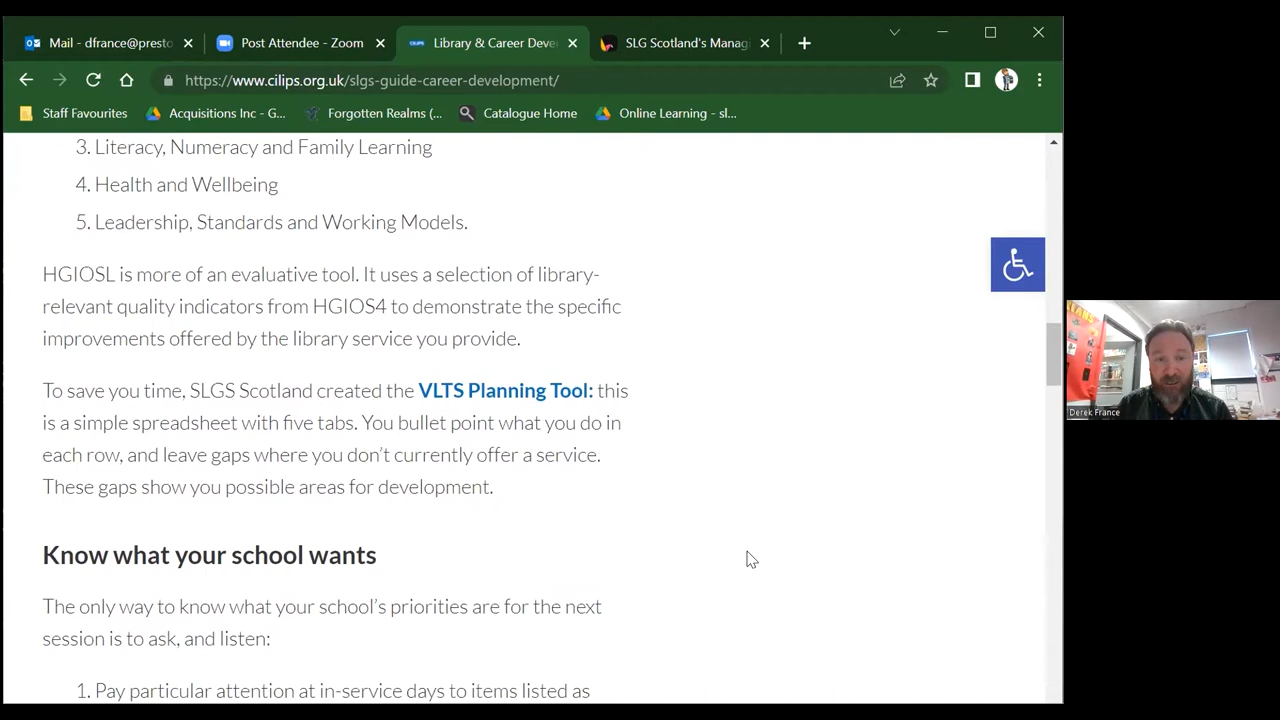 Mail - dfrance@presto
Post Attendee - Zoom
Library & Career Deve
SLG Scotland's Manag
https://www.cilips.org.uk/slgs-guide-career-development/
Staff Favourites
Acquisitions Inc - G...
Forgotten Realms (...
Catalogue Home
Online Learning - sl...
3. Literacy, Numeracy and Family Learning
4. Health and Wellbeing
5. Leadership, Standards and Working Models.
HGIOSL is more of an evaluative tool. It uses a selection of library-
relevant quality indicators from HGIOS4 to demonstrate the specific
improvements offered by the library service you provide.
To save you time, SLGS Scotland created the VLTS Planning Tool: this
is a simple spreadsheet with five tabs. You bullet point what you do in
each row, and leave gaps where you don’t currently offer a service.
These gaps show you possible areas for development.
Know what your school wants
The only way to know what your school’s priorities are for the next
session is to ask, and listen:
1. Pay particular attention at in-service days to items listed as
Derek France